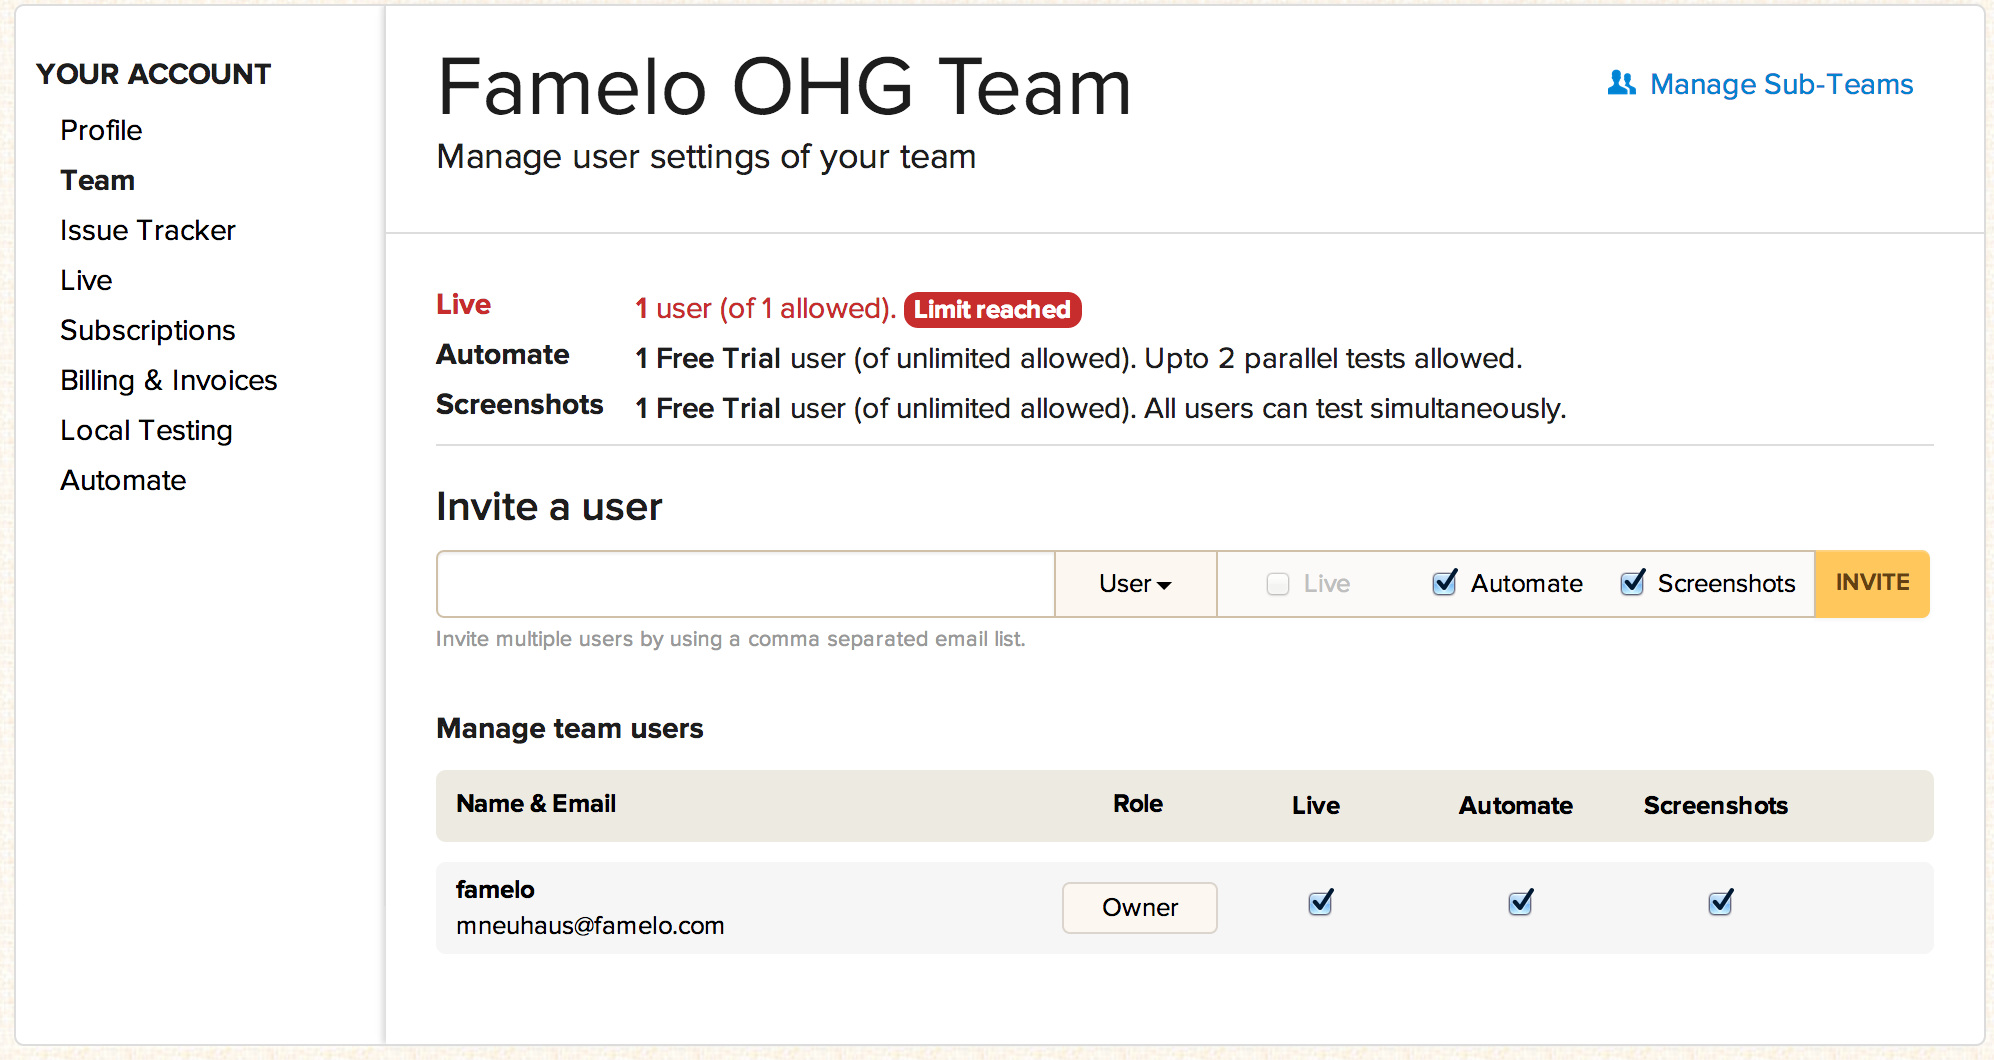 YOUR ACCOUNT
Profile
Team
Issue Tracker
Live
Subscriptions
Billing & Invoices
Local Testing
Automate
Famelo OHG Team
Manage Sub-Teams
Manage user settings of your team
Live 1 user (of 1 allowed). Limit reached
Automate 1 Free Trial user (of unlimited allowed). Upto 2 parallel tests allowed.
Screenshots 1 Free Trial user (of unlimited allowed). All users can test simultaneously.
Invite a user
User Live Automate Screenshots INVITE
Invite multiple users by using a comma separated email list.
Manage team users
Name & Email Role Live Automate Screenshots
famelo
mneuhaus@famelo.com
Owner